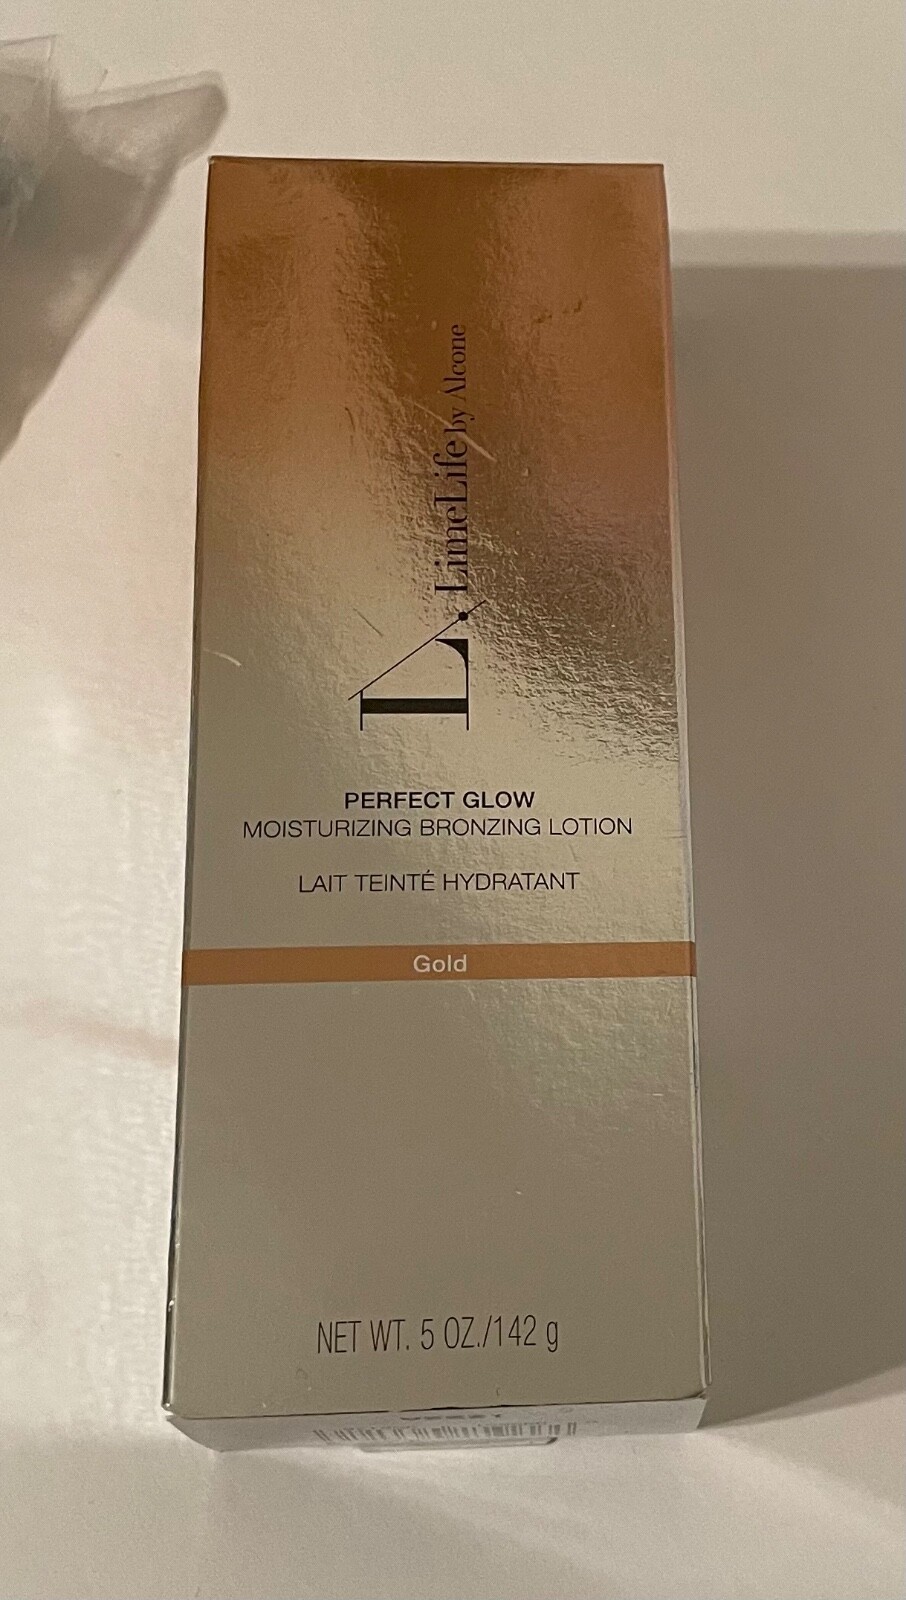 L.
LimeLife by Alcone
PERFECT GLOW
MOISTURIZING BRONZING LOTION
LAIT TEINTÉ HYDRATANT
Gold
NET WT. 5 OZ./142 g